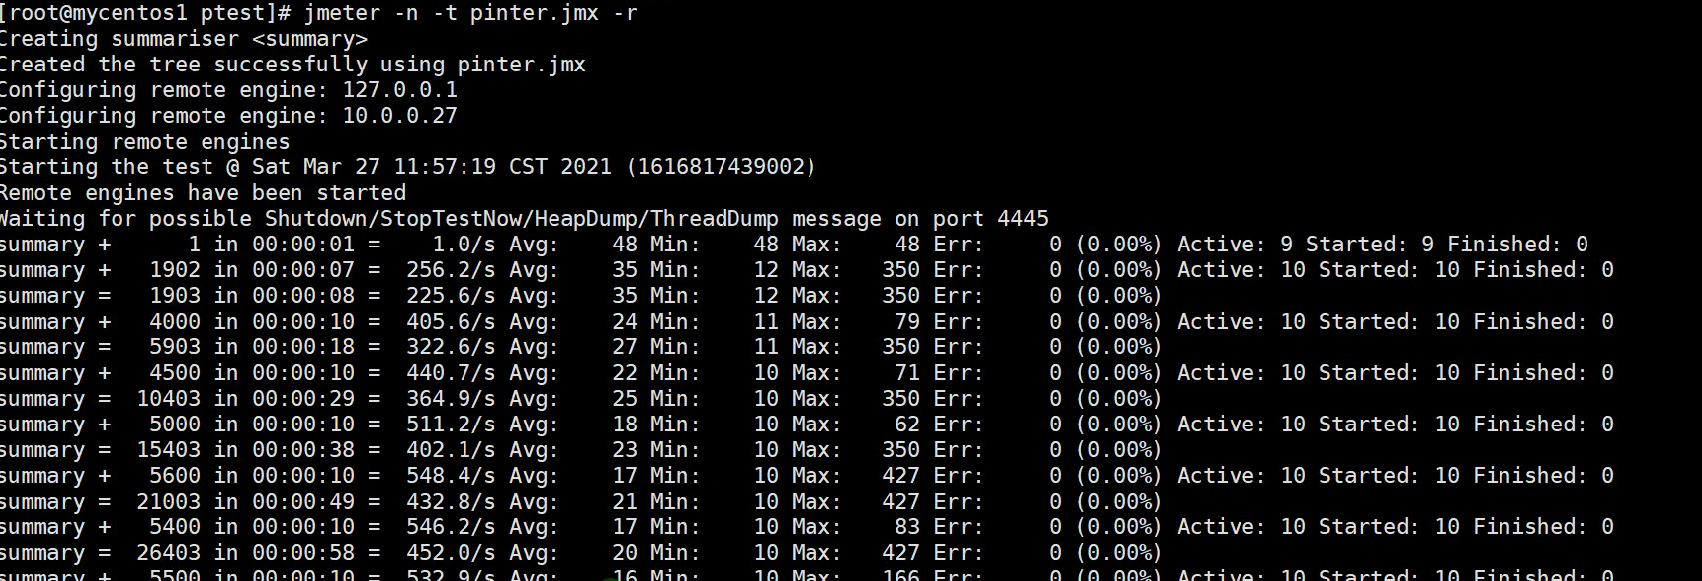 [root@mycentos1 ptest]# jmeter -n -t pinter.jmx -r
Creating summariser <summary>
Created the tree successfully using pinter.jmx
Configuring remote engine: 127.0.0.1
Configuring remote engine: 10.0.0.27
Starting remote engines
Starting the test @ Sat Mar 27 11:57:19 CST 2021 (1616817439002)
Remote engines have been started
Waiting for possible Shutdown/StopTestNow/HeapDump/ThreadDump message on port 4445
summary +      1 in 00:00:01 =    1.0/s Avg:    48 Min:    48 Max:    48 Err:     0 (0.00%) Active: 9 Started: 9 Finished: 0
summary +   1902 in 00:00:07 =  256.2/s Avg:    35 Min:    12 Max:   350 Err:     0 (0.00%) Active: 10 Started: 10 Finished: 0
summary =   1903 in 00:00:08 =  225.6/s Avg:    35 Min:    12 Max:   350 Err:     0 (0.00%)
summary +   4000 in 00:00:10 =  405.6/s Avg:    24 Min:    11 Max:    79 Err:     0 (0.00%) Active: 10 Started: 10 Finished: 0
summary =   5903 in 00:00:18 =  322.6/s Avg:    27 Min:    11 Max:   350 Err:     0 (0.00%)
summary +   4500 in 00:00:10 =  440.7/s Avg:    22 Min:    10 Max:    71 Err:     0 (0.00%) Active: 10 Started: 10 Finished: 0
summary =  10403 in 00:00:29 =  364.9/s Avg:    25 Min:    10 Max:   350 Err:     0 (0.00%)
summary +   5000 in 00:00:10 =  511.2/s Avg:    18 Min:    10 Max:    62 Err:     0 (0.00%) Active: 10 Started: 10 Finished: 0
summary =  15403 in 00:00:38 =  402.1/s Avg:    23 Min:    10 Max:   350 Err:     0 (0.00%)
summary +   5600 in 00:00:10 =  548.4/s Avg:    17 Min:    10 Max:   427 Err:     0 (0.00%) Active: 10 Started: 10 Finished: 0
summary =  21003 in 00:00:49 =  432.8/s Avg:    21 Min:    10 Max:   427 Err:     0 (0.00%)
summary +   5400 in 00:00:10 =  546.2/s Avg:    17 Min:    10 Max:    83 Err:     0 (0.00%) Active: 10 Started: 10 Finished: 0
summary =  26403 in 00:00:58 =  452.0/s Avg:    20 Min:    10 Max:   427 Err:     0 (0.00%)
summary +   5500 in 00:00:10 =  532.9/s Avg:    16 Min:    10 Max:   166 Err:     0 (0.00%) Active: 10 Started: 10 Finished: 0